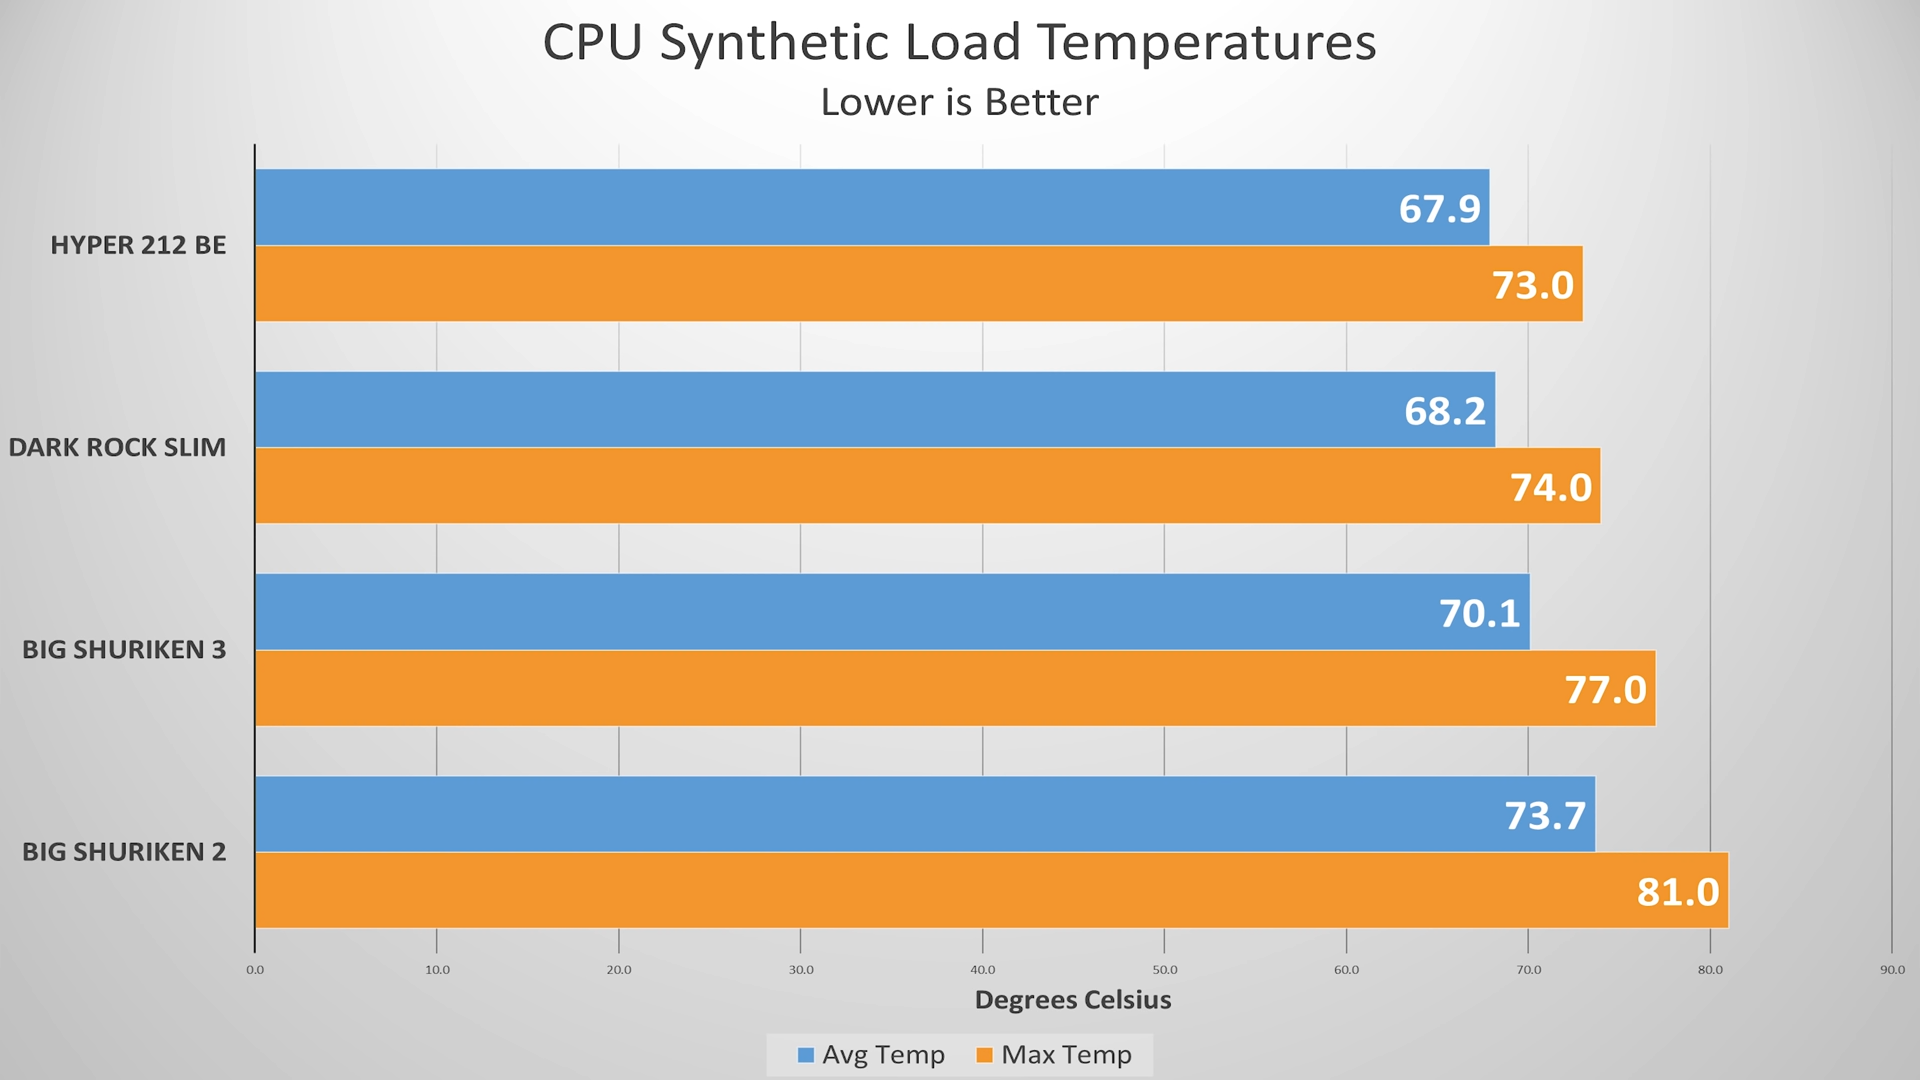 CPU Synthetic Load Temperatures
Lower is Better
HYPER 212 BE
67.9
73.0
DARK ROCK SLIM
68.2
74.0
BIG SHURIKEN 3
70.1
77.0
BIG SHURIKEN 2
73.7
81.0
0.0 10.0 20.0 30.0 40.0 50.0 60.0 70.0 80.0 90.0
Degrees Celsius
Avg Temp Max Temp